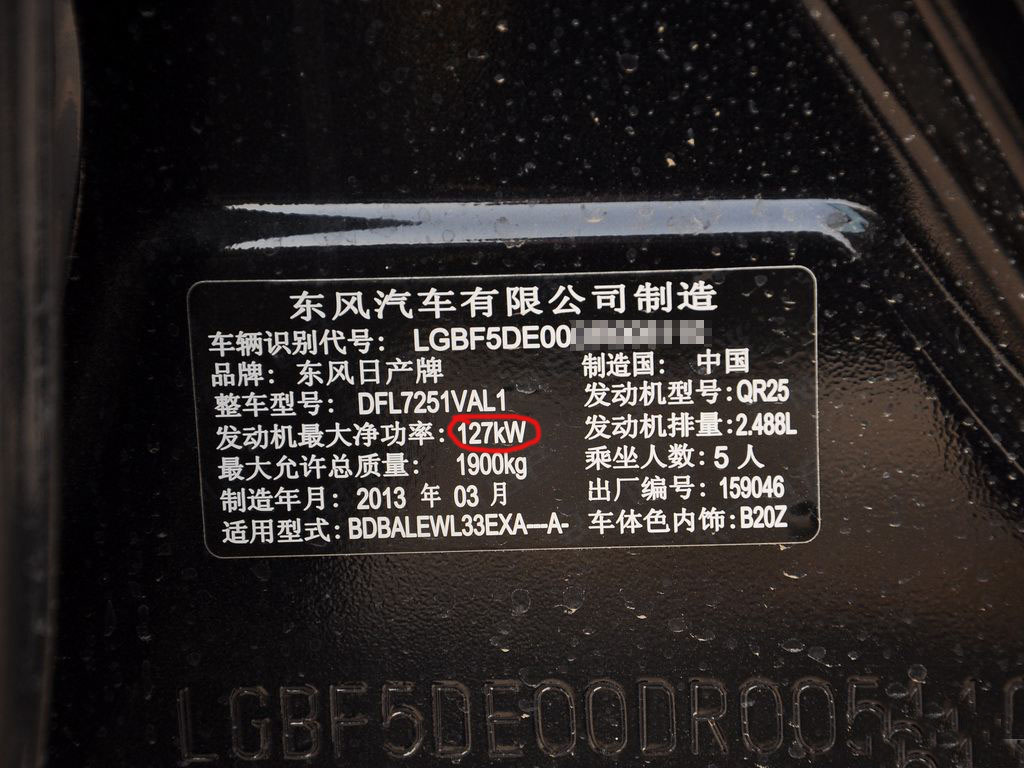 东风汽车有限公司制造
车辆识别代号: LGBF5DE00
品牌: 东风日产牌 制造国: 中国
整车型号: DFL7251VAL1 发动机型号:QR25
发动机最大净功率: 127kW 发动机排量:2.488L
最大允许总质量: 1900kg 乘坐人数:5 人
制造年月: 2013 年 03 月 出厂编号: 159046
适用型式:BDBALEWL33EXA---A- 车体色内饰:B20Z
LGBF5DE00DR005